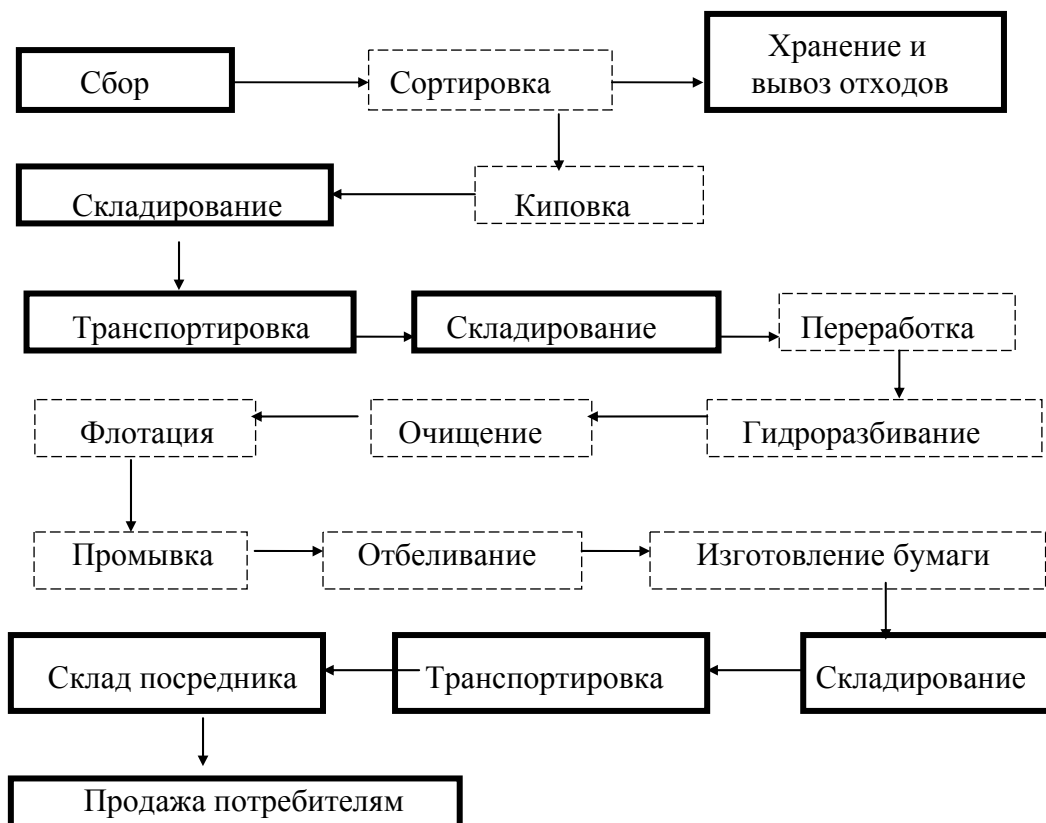 Сбор
Сортировка
Хранение и
вывоз отходов
Складирование
Киповка
Транспортировка
Складирование
Переработка
Флотация
Очищение
Гидроразбивание
Промывка
Отбеливание
Изготовление бумаги
Склад посредника
Транспортировка
Складирование
Продажа потребителям